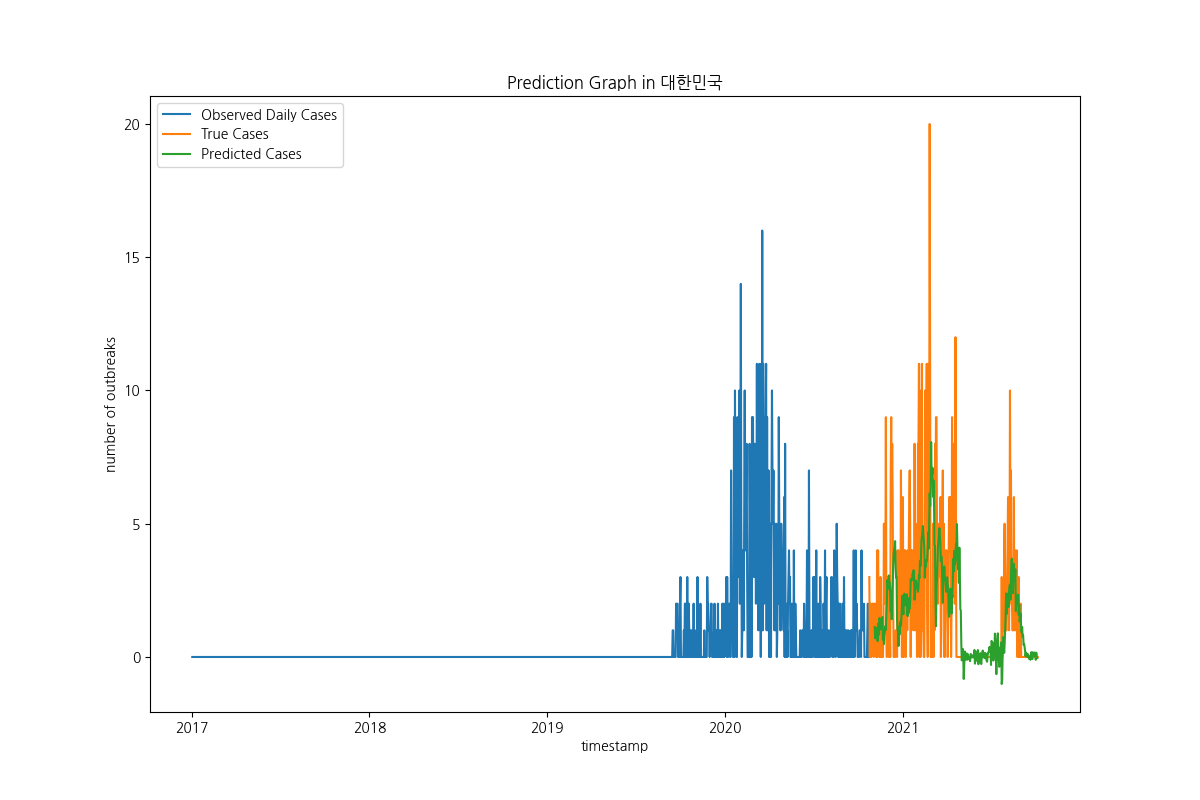 Prediction Graph in 대한민국
Observed Daily Cases
True Cases
Predicted Cases
number of outbreaks
20
15
10
5
0
2017
2018
2019
2020
2021
timestamp